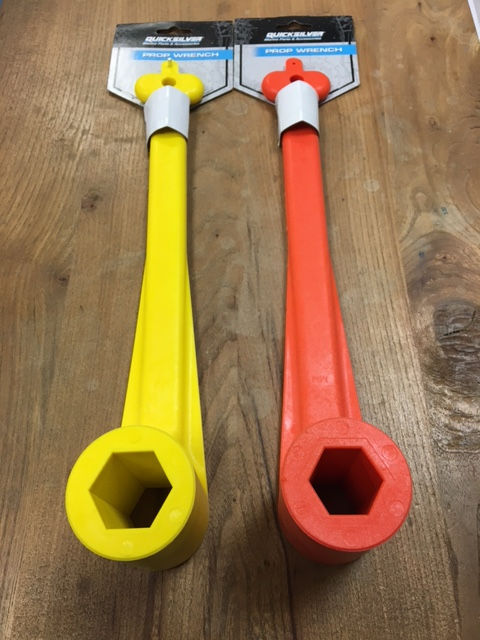 QUICKSILVER
Marine Parts & Accessories
PROP WRENCH
QUICKSILVER
Marine Parts & Accessories
PROP WRENCH